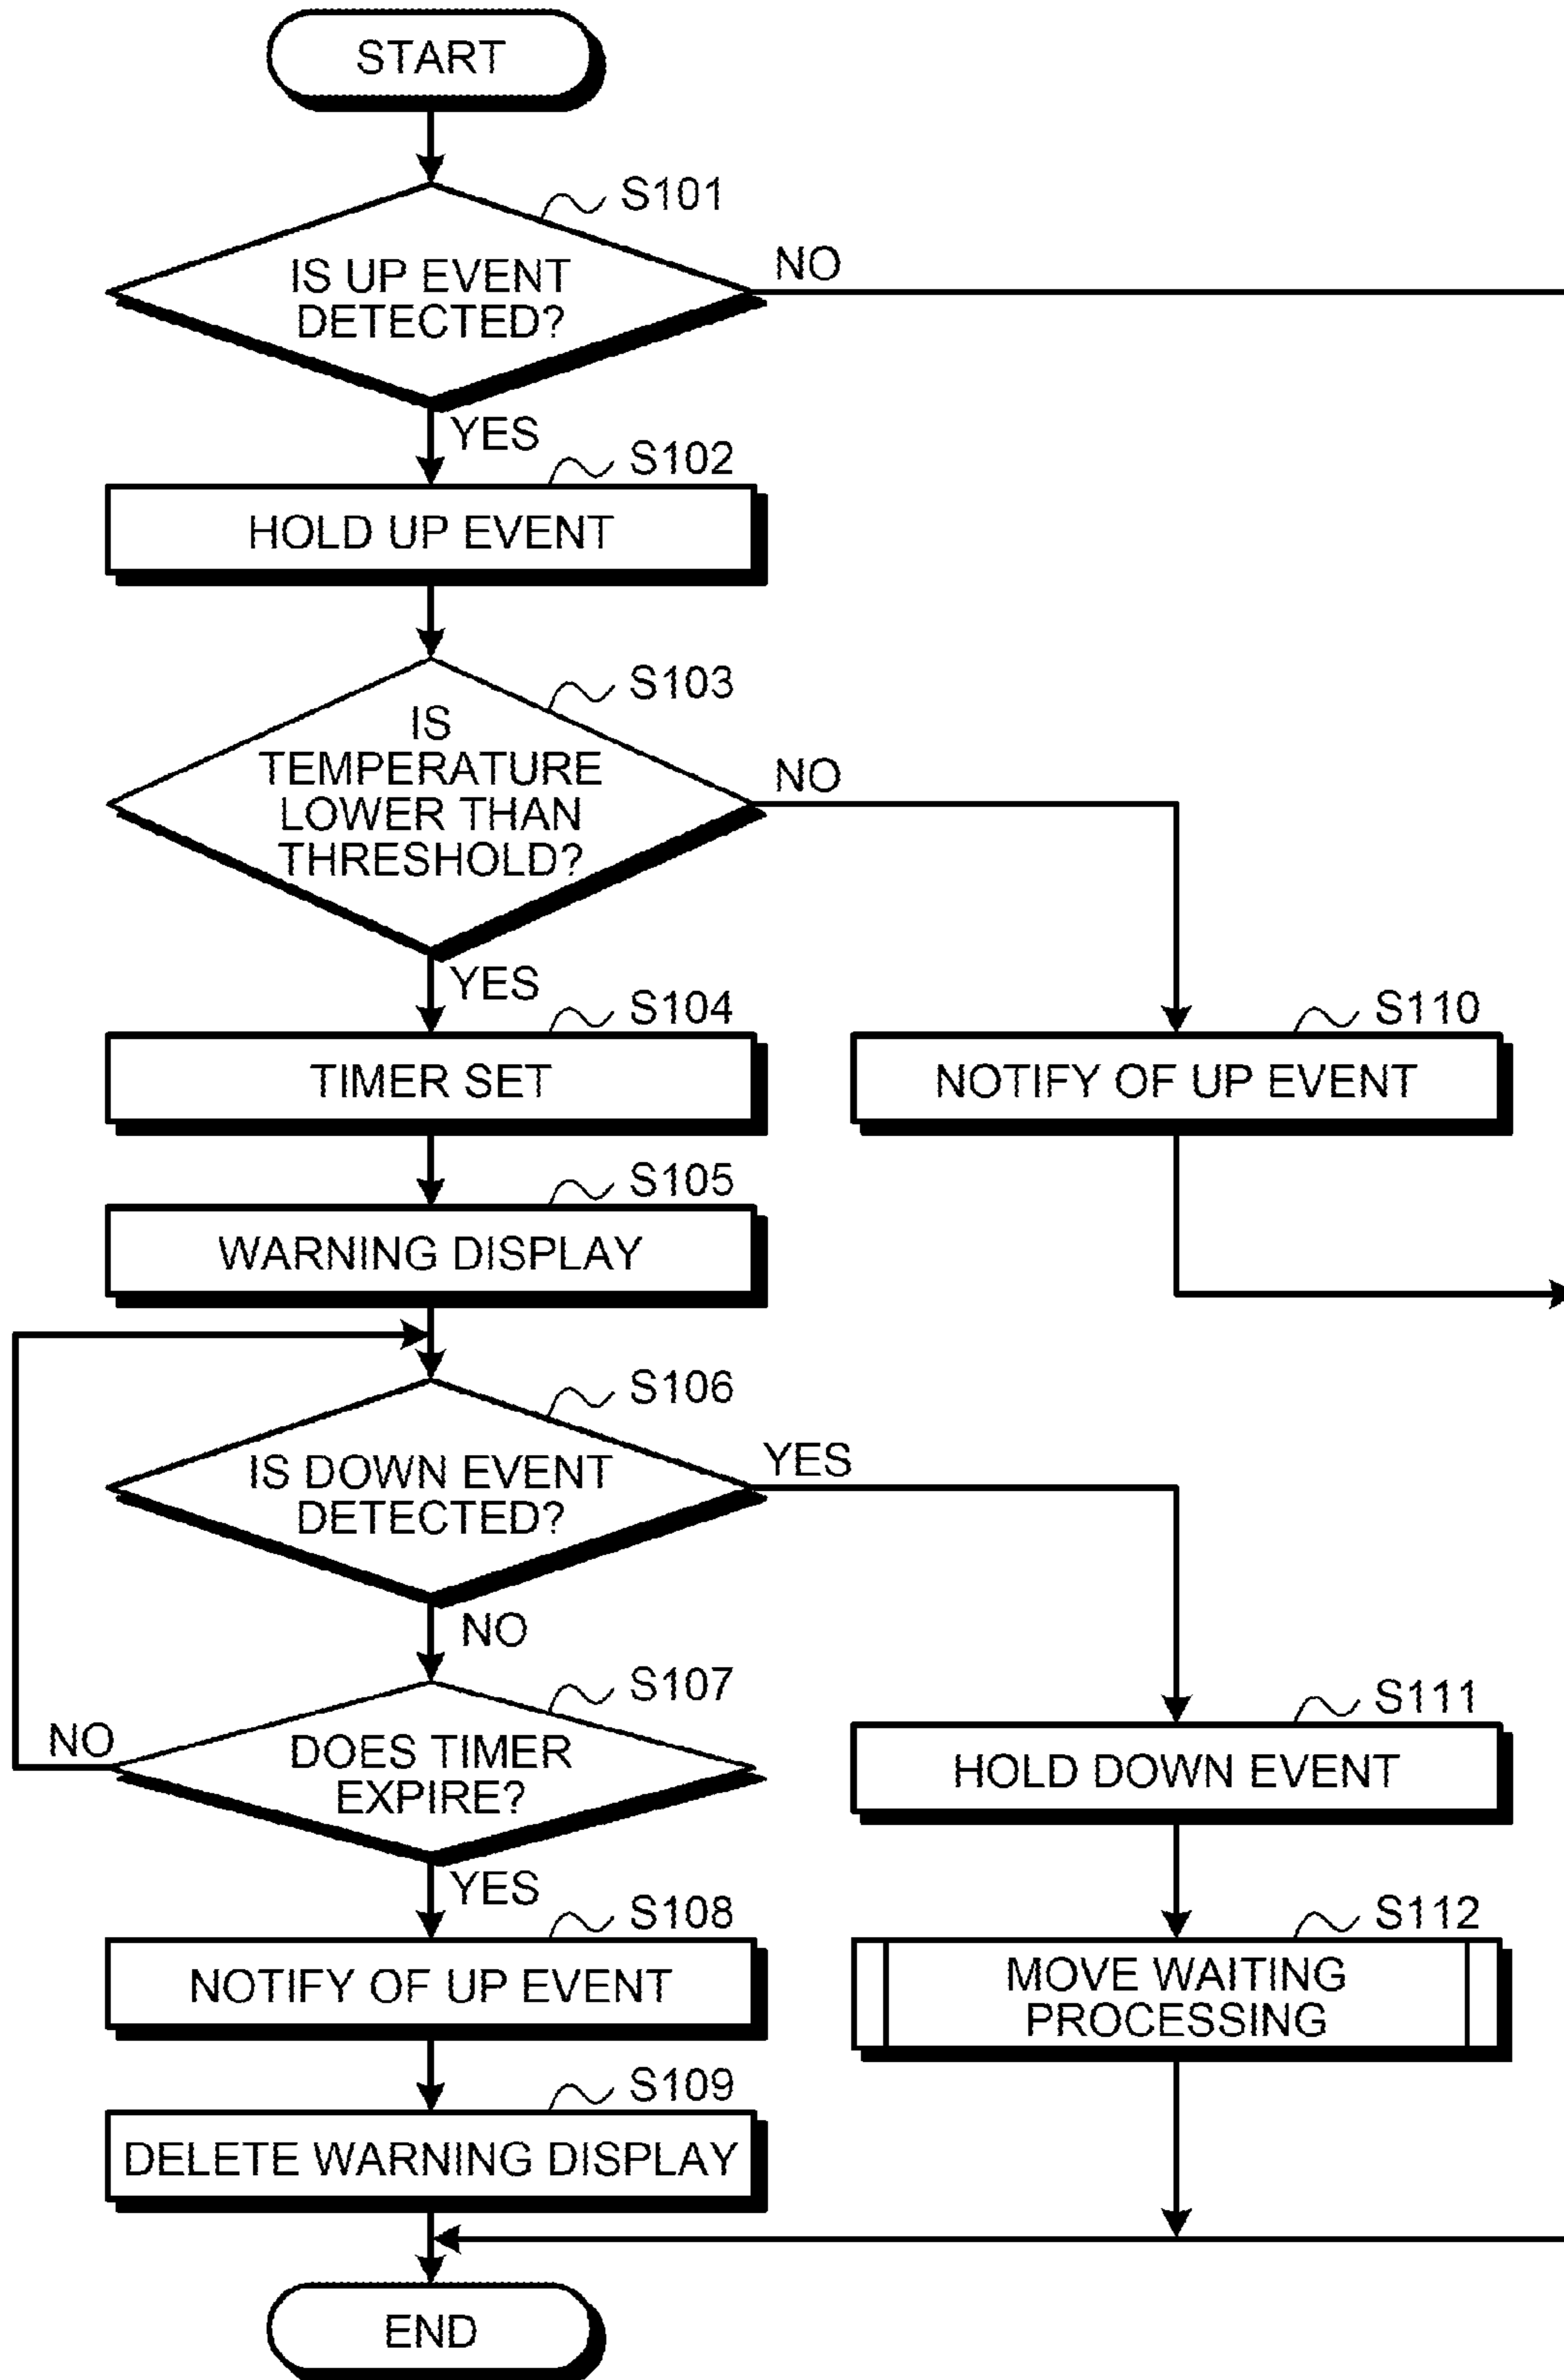 START
S101
IS UP EVENT
DETECTED?
NO
YES
S102
HOLD UP EVENT
S103
IS
TEMPERATURE
LOWER THAN
THRESHOLD?
NO
YES
S104
TIMER SET
S110
NOTIFY OF UP EVENT
S105
WARNING DISPLAY
S106
IS DOWN EVENT
DETECTED?
YES
NO
S107
DOES TIMER
EXPIRE?
NO
YES
S111
HOLD DOWN EVENT
S108
NOTIFY OF UP EVENT
S112
MOVE WAITING
PROCESSING
S109
DELETE WARNING DISPLAY
END